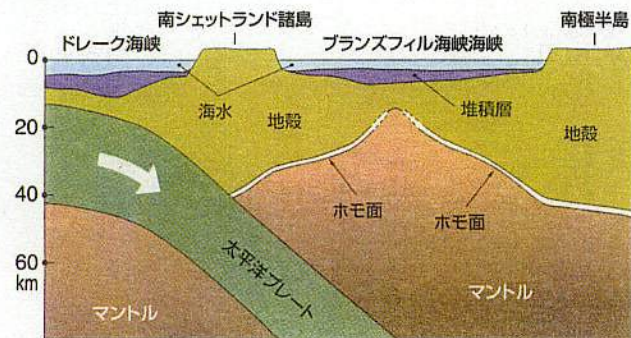 南シェットランド諸島
ドレーク海峡
ブランズフィル海峡海峡
南極半島
0
海水
堆積層
地殻
地殻
20
40
ホモ面
ホモ面
太平洋プレート
60
km
マントル
マントル